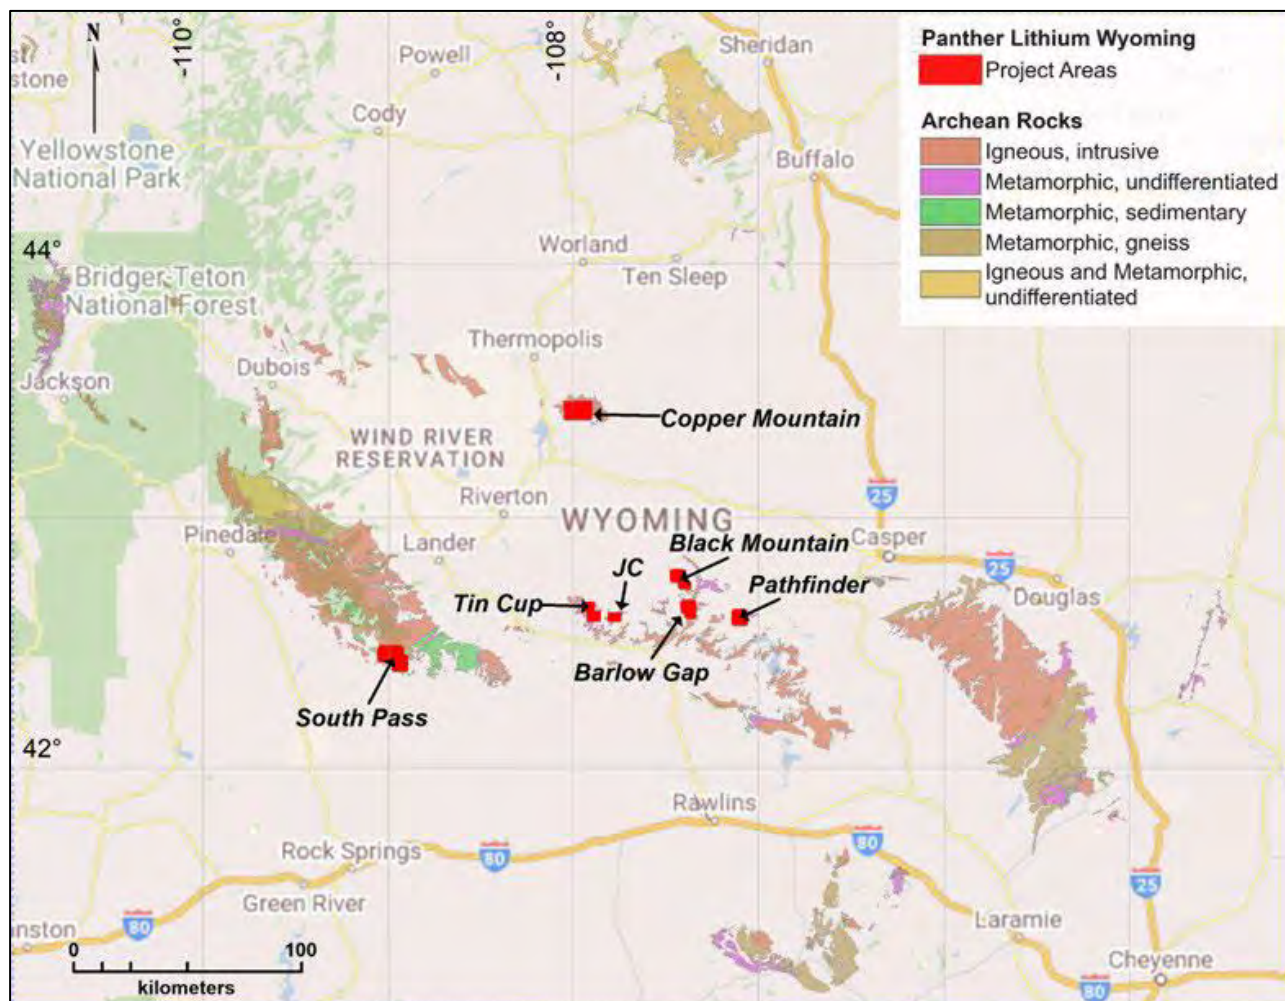 N
-110°
-108°
Sheridan
Powell
Cody
stone
Yellowstone
National Park
Buffalo
44°
Worland
Ten Sleep
Bridger-Teton
National Forest
Thermopolis
Dubois
Jackson
Copper Mountain
WIND RIVER
RESERVATION
Riverton
25
WYOMING
Pinedale
Lander
Black Mountain
Casper
JC
25
Tin Cup
Pathfinder
Douglas
Barlow Gap
South Pass
42°
Rawlins
Rock Springs
80
80
Green River
25
80
Laramie
nston
0
100
kilometers
Cheyenne
80
Panther Lithium Wyoming
Project Areas
Archean Rocks
Igneous, intrusive
Metamorphic, undifferentiated
Metamorphic, sedimentary
Metamorphic, gneiss
Igneous and Metamorphic,
undifferentiated